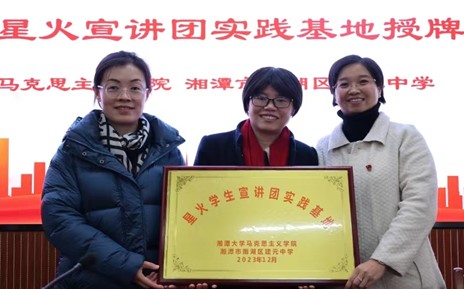 星火宣讲团实践基地授牌
马克思主 院 湘潭市 湖区 中学
星火学生宣讲团实践基地
湘潭大学马克思主义学院
湘潭市雨湖区建元中学
2023年12月